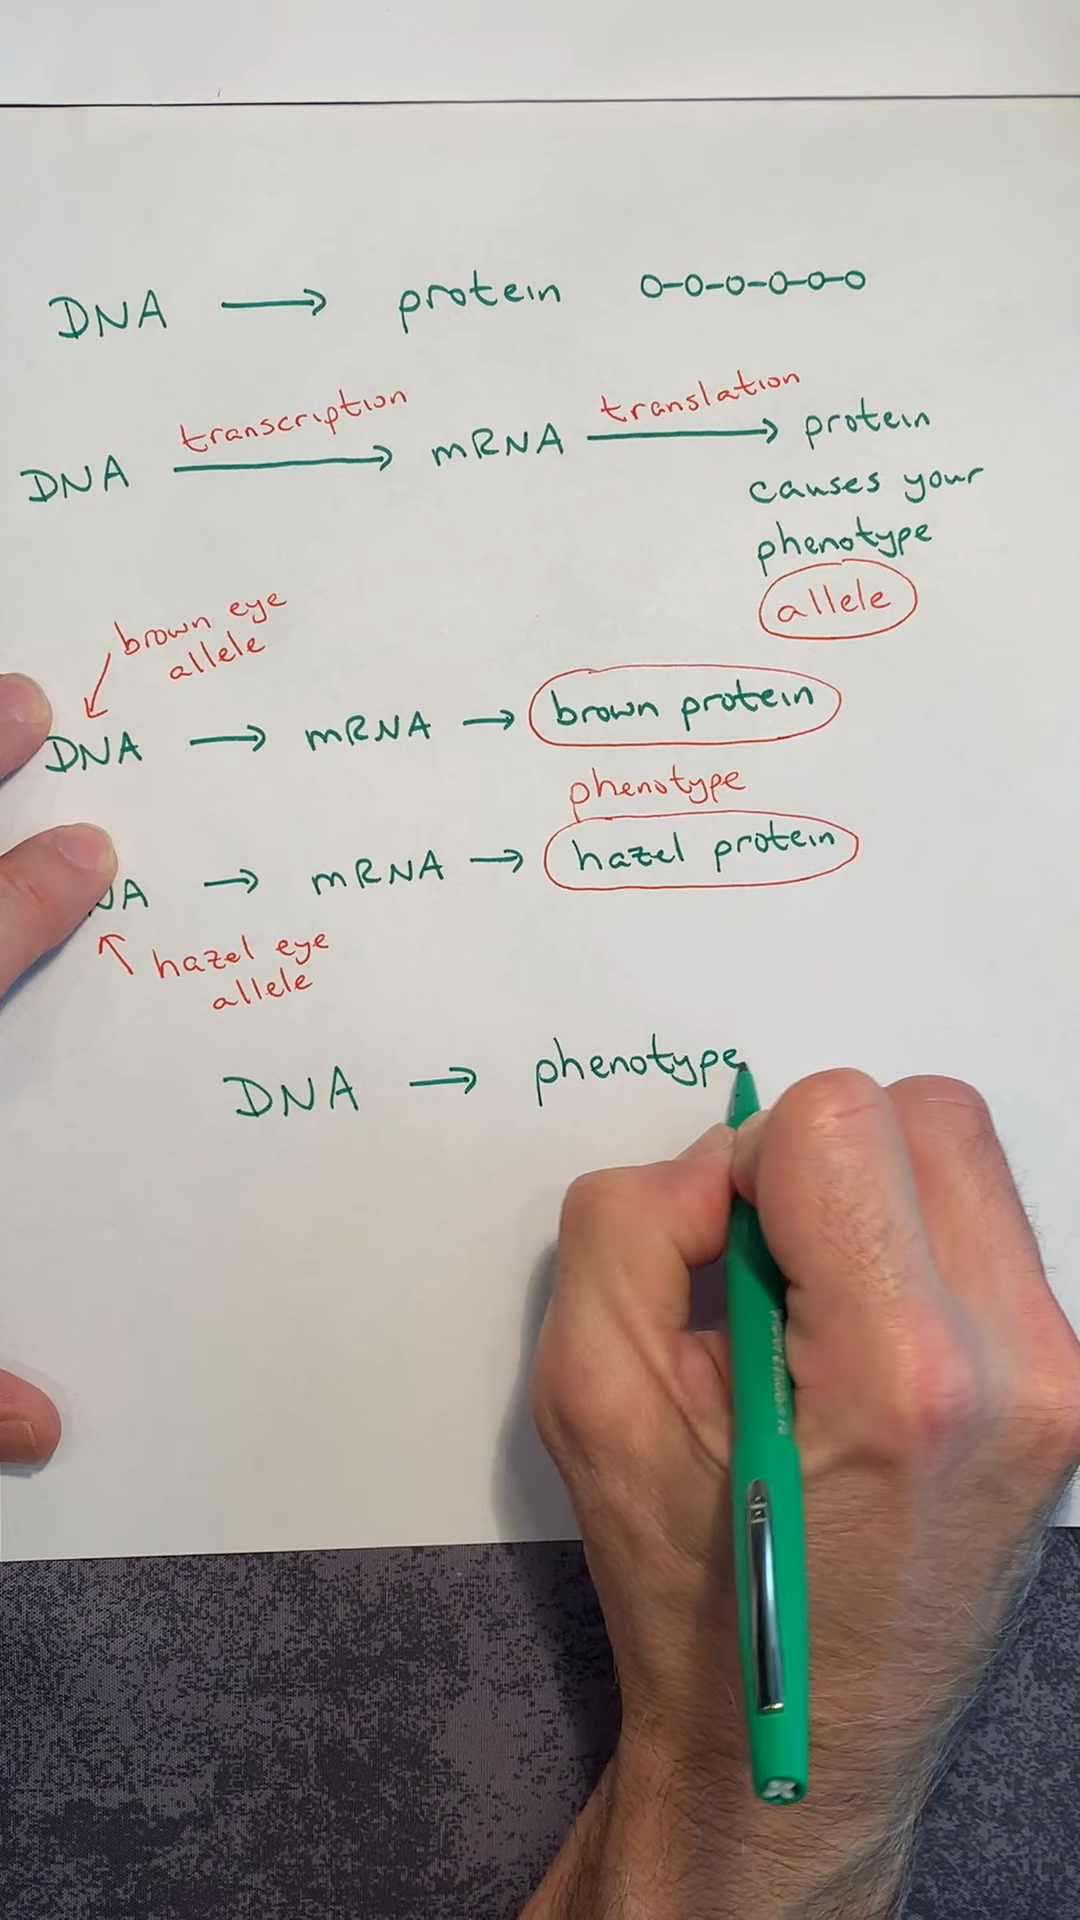 DNA → protein o-o-o-o-o-o
transcription translation
DNA → mRNA → protein
causes your
phenotype
allele
brown eye
allele
DNA → mRNA → brown protein
phenotype
→ mRNA → hazel protein
hazel eye
allele
DNA → phenotype